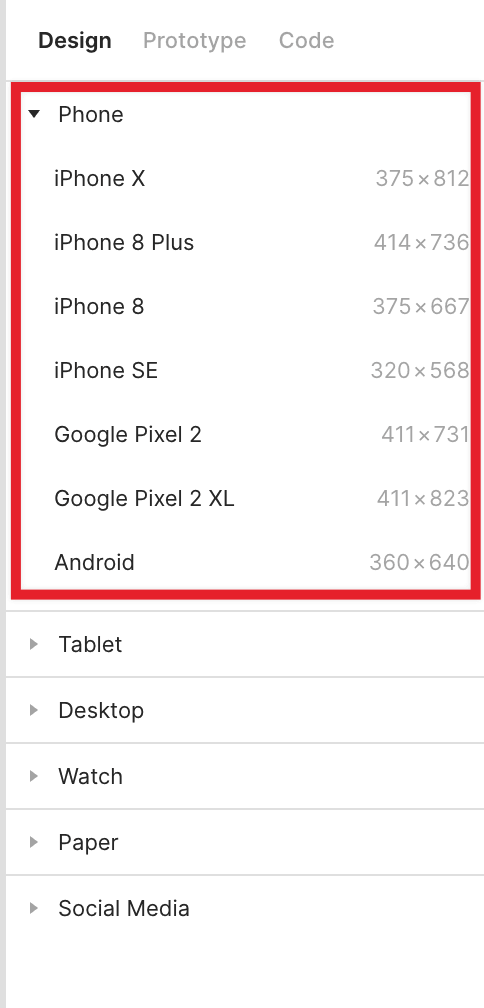 Design Prototype Code
Phone
iPhone X 375×812
iPhone 8 Plus 414×736
iPhone 8 375×667
iPhone SE 320×568
Google Pixel 2 411×731
Google Pixel 2 XL 411×823
Android 360×640
Tablet
Desktop
Watch
Paper
Social Media